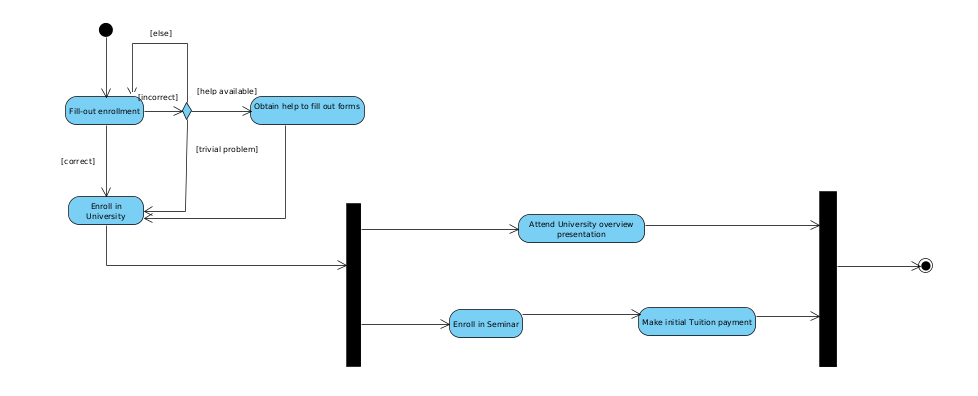 [else]
[help available]
[incorrect]
Fill-out enrollment
Obtain help to fill out forms
[correct]
[trivial problem]
Enroll in
University
Attend University overview
presentation
Enroll in Seminar
Make initial Tuition payment